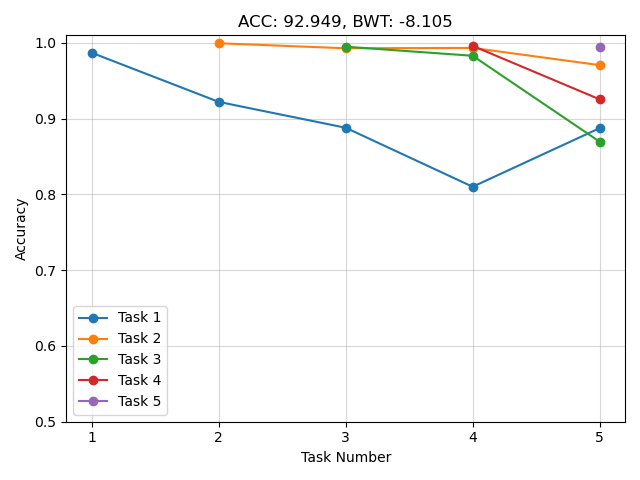 ACC: 92.949, BWT: -8.105
Accuracy
1.0
0.9
0.8
0.7
0.6
0.5
Task 1
Task 2
Task 3
Task 4
Task 5
1 2 3 4 5
Task Number